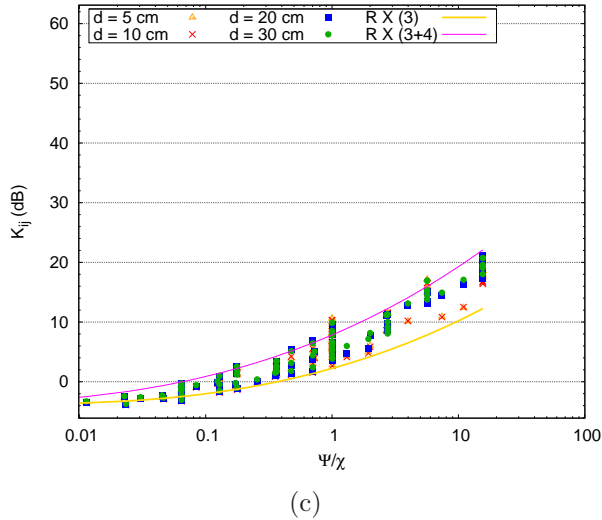 d = 5 cm d = 20 cm R X (3)
d = 10 cm d = 30 cm R X (3+4)
60
50
40
30
20
10
0
K_ij (dB)
0.01 0.1 1 10 100
Ψ/χ
(c)